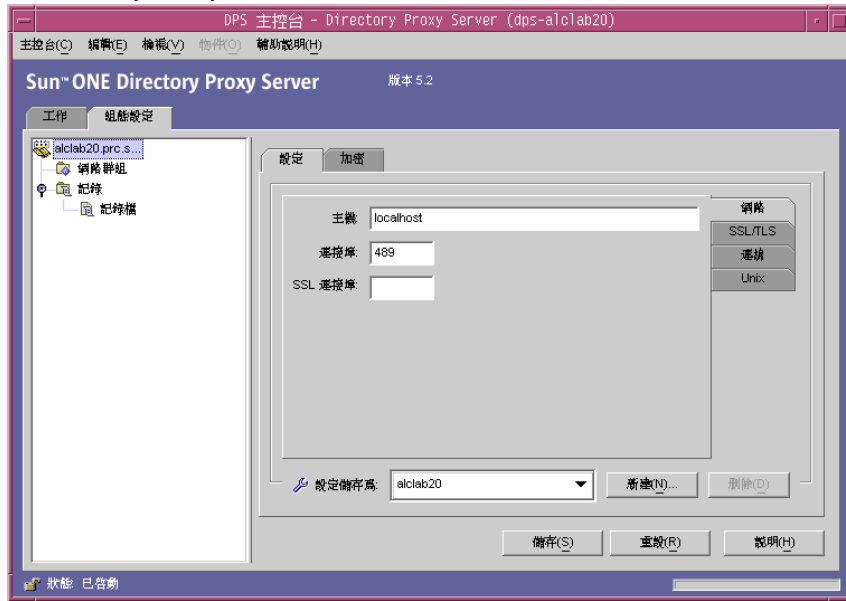 DPS 主控台 - Directory Proxy Server (dps-alclab20)
主控台(C) 編輯(E) 檢視(V) 物件(O) 輔助說明(H)
Sun™ ONE Directory Proxy Server 版本 5.2
工作 組態設定
alclab20.prc.s...
網路群組
記錄
記錄檔
設定 加密
主機: localhost
連接埠: 489
SSL 連接埠:
網路
SSL/TLS
連線
Unix
設定儲存為: alclab20 新建(N)... 刪除(D)
儲存(S) 重設(R) 說明(H)
狀態: 已啟動